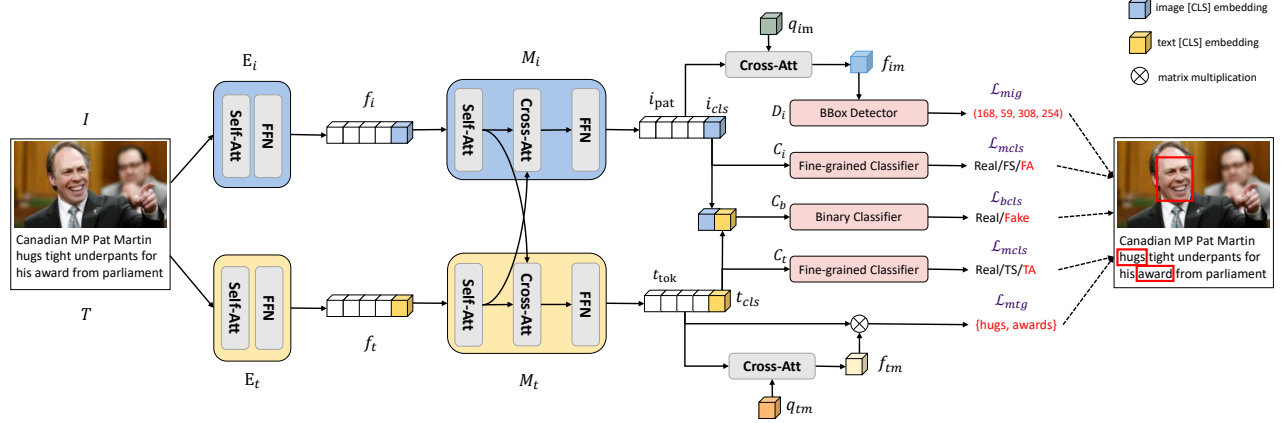 image [CLS] embedding
text [CLS] embedding
matrix multiplication
I
Canadian MP Pat Martin
hugs tight underpants for
his award from parliament
T
E_i
Self-Att
FFN
f_i
M_i
Self-Att
Cross-Att
FFN
i_pat
i_cls
q_im
Cross-Att
f_im
D_i
BBox Detector
ℒ_mig
(168, 59, 308, 254)
C_i
Fine-grained Classifier
ℒ_mcls
Real/FS/FA
C_b
Binary Classifier
ℒ_bcls
Real/Fake
C_t
Fine-grained Classifier
ℒ_mcls
Real/TS/TA
ℒ_mtg
{hugs, awards}
Self-Att
FFN
E_t
f_t
Self-Att
Cross-Att
FFN
M_t
t_tok
t_cls
Cross-Att
f_tm
q_tm
Canadian MP Pat Martin
hugs tight underpants for
his award from parliament